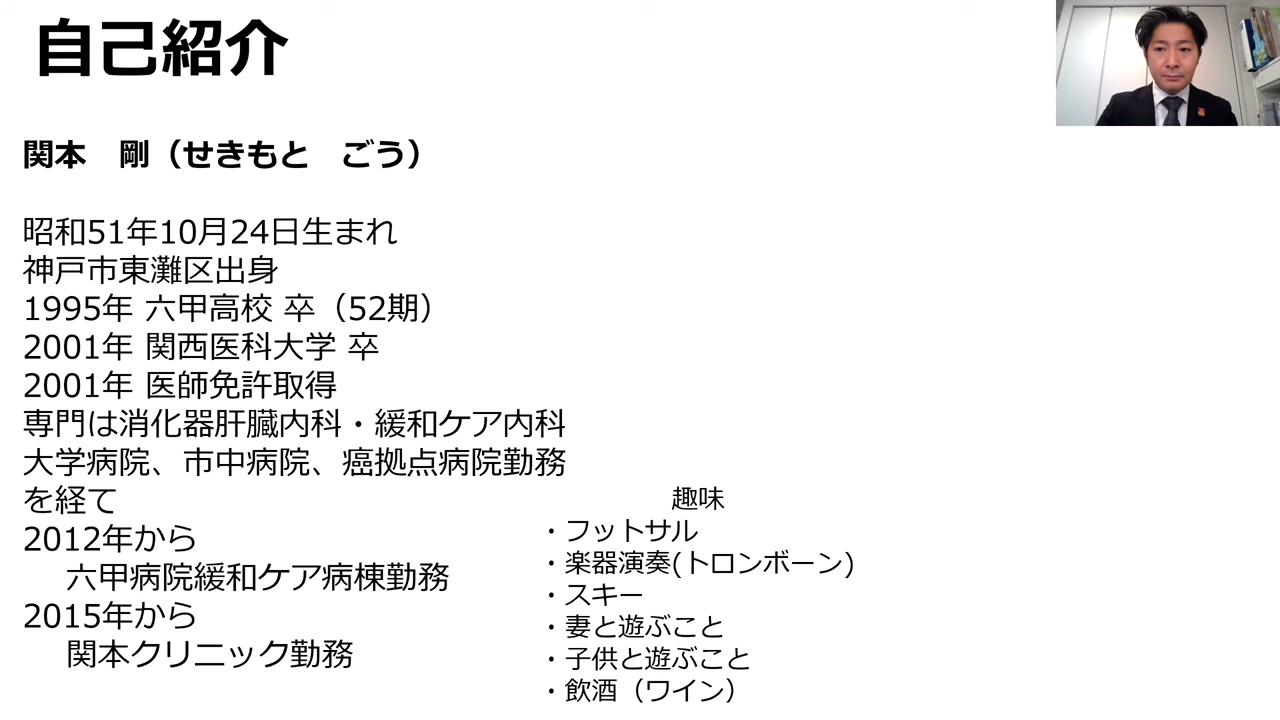 自己紹介
関本　剛（せきもと　ごう）
昭和51年10月24日生まれ
神戸市東灘区出身
1995年 六甲高校 卒（52期）
2001年 関西医科大学 卒
2001年 医師免許取得
専門は消化器肝臓内科・緩和ケア内科
大学病院、市中病院、癌拠点病院勤務
を経て
2012年から
六甲病院緩和ケア病棟勤務
2015年から
関本クリニック勤務
趣味
・フットサル
・楽器演奏(トロンボーン)
・スキー
・妻と遊ぶこと
・子供と遊ぶこと
・飲酒（ワイン）